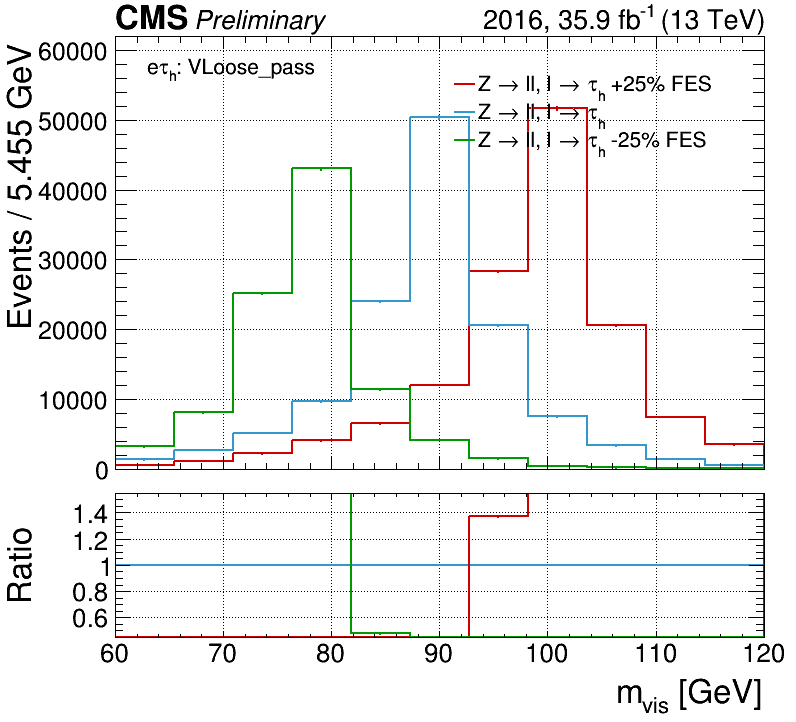 CMS Preliminary 2016, 35.9 fb⁻¹ (13 TeV)
eτₕ: VLoose_pass
Z → ll, l → τₕ +25% FES
Z → ll, l → τₕ
Z → ll, l → τₕ -25% FES
Events / 5.455 GeV
60000
50000
40000
30000
20000
10000
0
Ratio
1.4
1.2
1
0.8
0.6
60 70 80 90 100 110 120
m_vis [GeV]